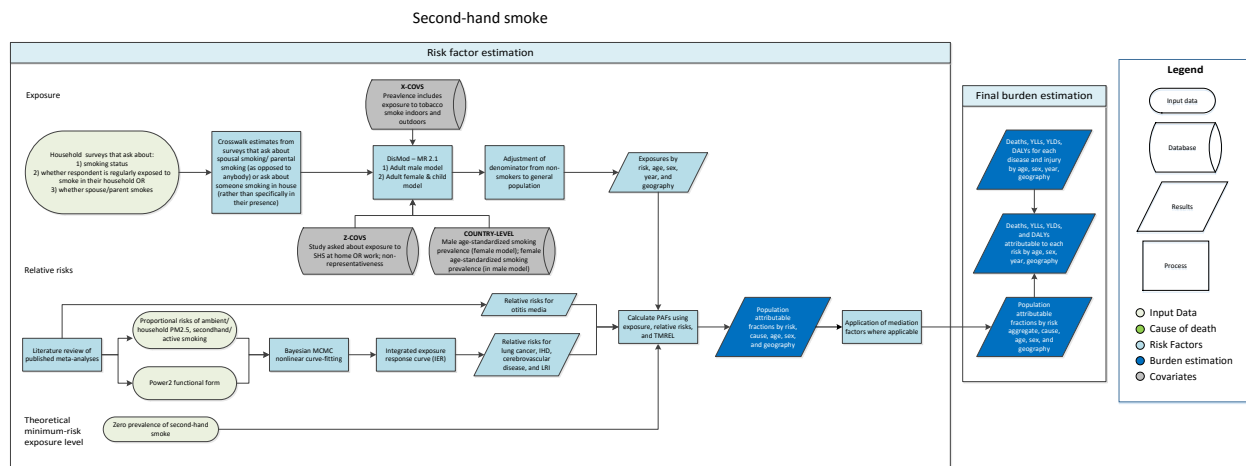 Second-hand smoke
Risk factor estimation
Exposure
Household surveys that ask about:
1) smoking status
2) whether respondent is regularly exposed to
smoke in their household OR
3) whether spouse/parent smokes
Crosswalk estimates from
surveys that ask about
spousal smoking/ parental
smoking (as opposed to
anybody) or ask about
someone smoking in house
(rather than specifically in
their presence)
X-COVS
Preavlence includes
exposure to tobacco
smoke indoors and
outdoors
DisMod – MR 2.1
1) Adult male model
2) Adult female & child
model
Z-COVS
Study asked about exposure to
SHS at home OR work; non-
representativeness
COUNTRY-LEVEL
Male age-standardized smoking
prevalence (female model); female
age-standardized smoking
prevalence (in male model)
Adjustment of
denominator from non-
smokers to general
population
Exposures by
risk, age, sex,
year, and
geography
Relative risks
Literature review of
published meta-analyses
Proportional risks of ambient/
household PM2.5, secondhand/
active smoking
Power2 functional form
Bayesian MCMC
nonlinear curve-fitting
Integrated exposure
response curve (IER)
Relative risks for
otitis media
Relative risks for
lung cancer, IHD,
cerebrovascular
disease, and LRI
Calculate PAFs using
exposure, relative risks,
and TMREL
Population
attributable
fractions by risk,
cause, age, sex,
and geography
Application of mediation
factors where applicable
Theoretical
minimum-risk
exposure level
Zero prevalence of second-hand
smoke
Final burden estimation
Deaths, YLLs, YLDs,
DALYs for each
disease and injury by
age, sex, year,
geography
Deaths, YLLs, YLDs,
and DALYs
attributable to each
risk by age, sex,
year, geography
Population
attributable
fractions by risk
aggregate, cause,
age, sex, and
geography
Legend
Input data
Database
Results
Process
Input Data
Cause of death
Risk Factors
Burden estimation
Covariates